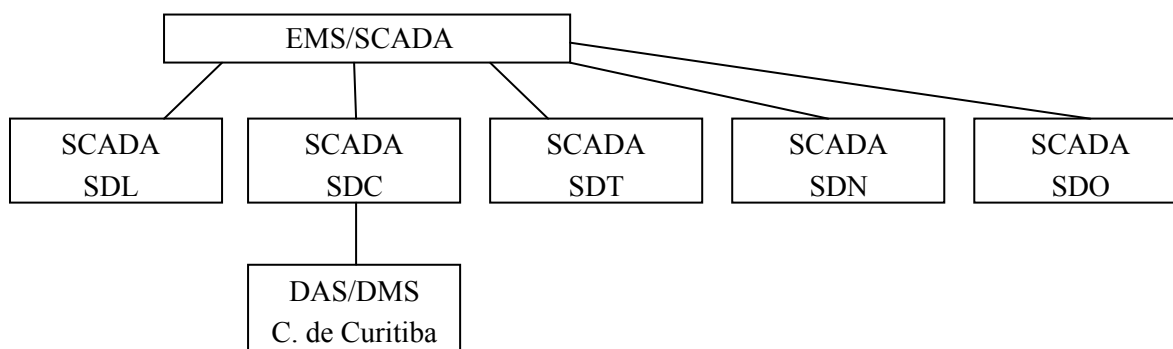 EMS/SCADA
SCADA
SDL
SCADA
SDC
SCADA
SDT
SCADA
SDN
SCADA
SDO
DAS/DMS
C. de Curitiba